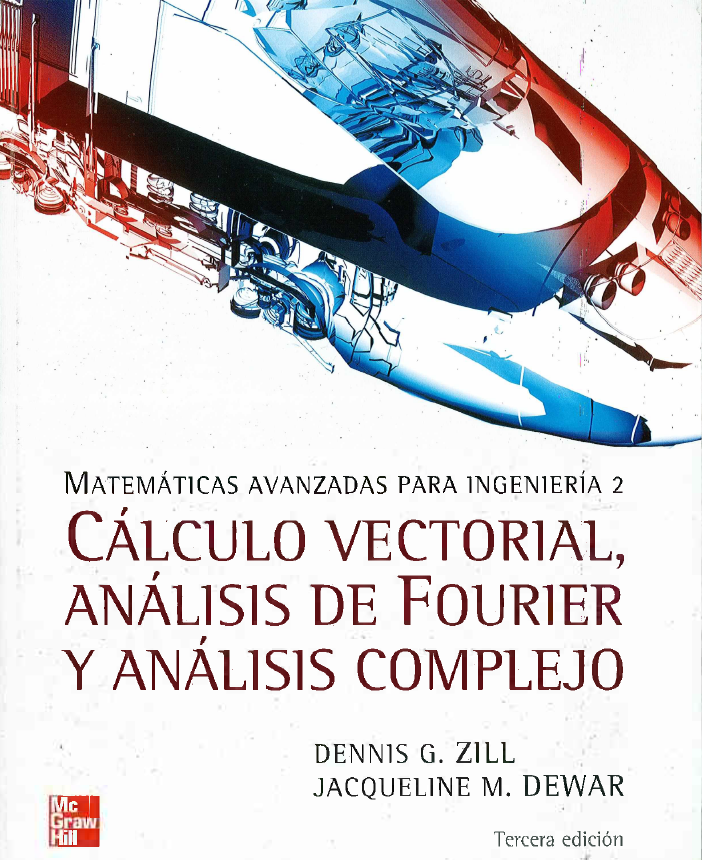 MATEMÁTICAS AVANZADAS PARA INGENIERÍA 2
CÁLCULO VECTORIAL,
ANÁLISIS DE FOURIER
Y ANÁLISIS COMPLEJO
DENNIS G. ZILL
JACQUELINE M. DEWAR
Mc
Graw
Hill
Tercera edición